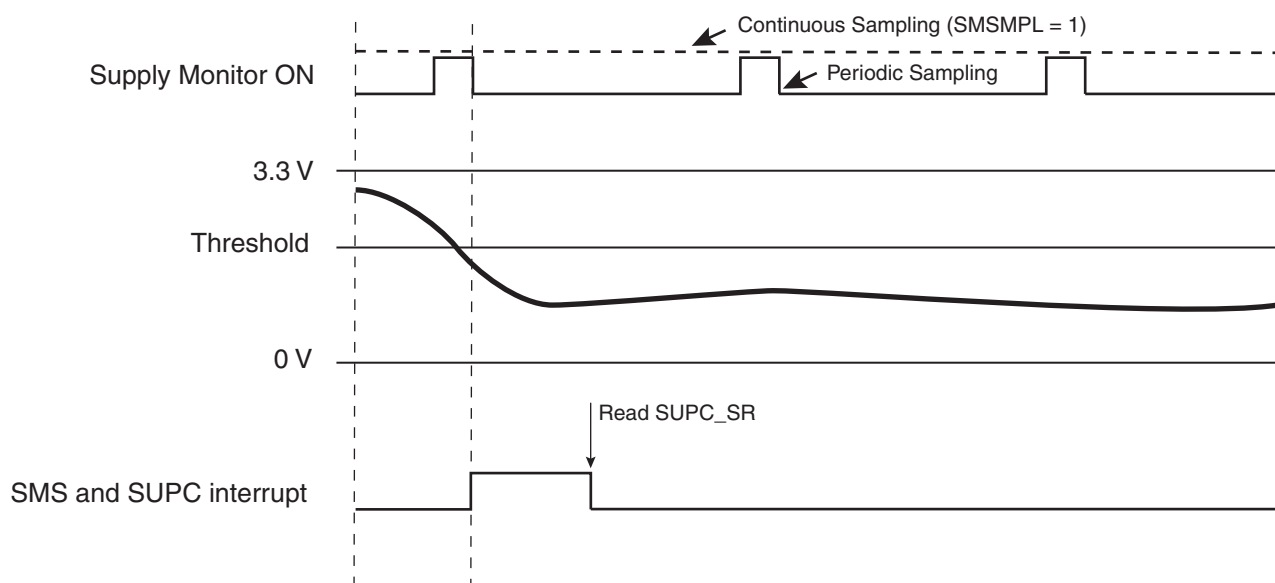 Continuous Sampling (SMSMPL = 1)
Supply Monitor ON
Periodic Sampling
3.3 V
Threshold
0 V
Read SUPC_SR
SMS and SUPC interrupt